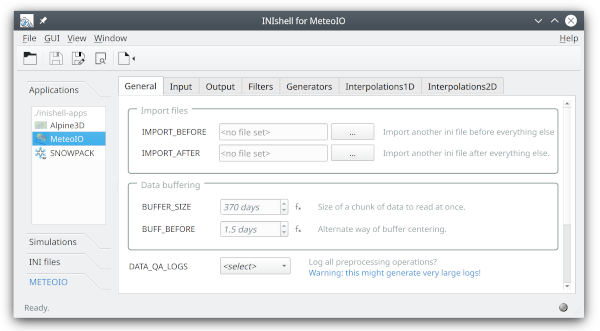 INIshell for MeteoIO
File GUI View Window Help
Applications
./inishell-apps
Alpine3D
MeteoIO
SNOWPACK
Simulations
INI files
METEOIO
General Input Output Filters Generators Interpolations1D Interpolations2D
Import files
IMPORT_BEFORE <no file set> ... Import another ini file before everything else
IMPORT_AFTER <no file set> ... Import another ini file after everything else.
Data buffering
BUFFER_SIZE 370 days Size of a chunk of data to read at once.
BUFF_BEFORE 1.5 days Alternate way of buffer centering.
DATA_QA_LOGS <select> Log all preprocessing operations?
Warning: this might generate very large logs!
Ready.